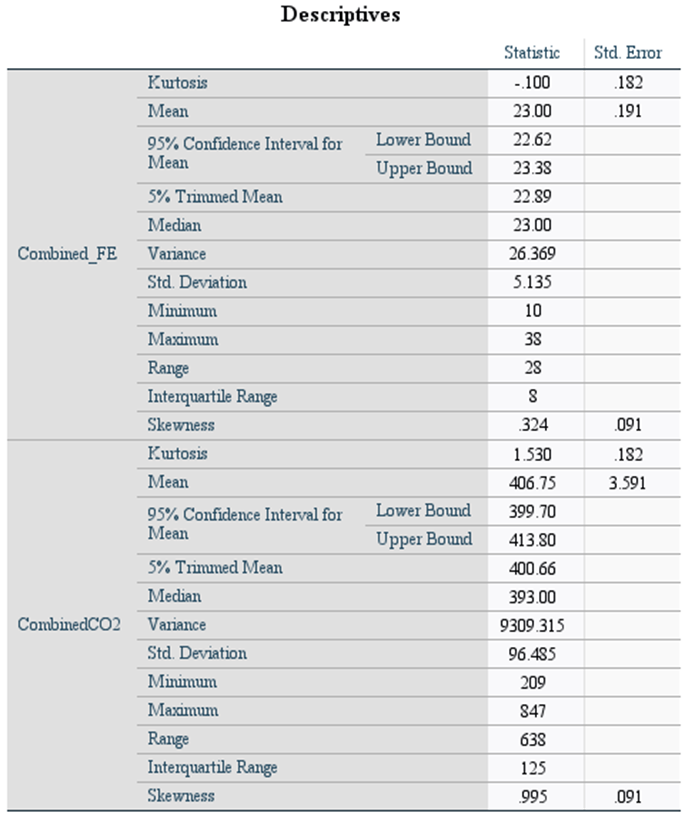 Descriptives
Statistic Std. Error
Combined_FE
Kurtosis -.100 .182
Mean 23.00 .191
95% Confidence Interval for Mean Lower Bound 22.62
Upper Bound 23.38
5% Trimmed Mean 22.89
Median 23.00
Variance 26.369
Std. Deviation 5.135
Minimum 10
Maximum 38
Range 28
Interquartile Range 8
Skewness .324 .091
CombinedCO2
Kurtosis 1.530 .182
Mean 406.75 3.591
95% Confidence Interval for Mean Lower Bound 399.70
Upper Bound 413.80
5% Trimmed Mean 400.66
Median 393.00
Variance 9309.315
Std. Deviation 96.485
Minimum 209
Maximum 847
Range 638
Interquartile Range 125
Skewness .995 .091